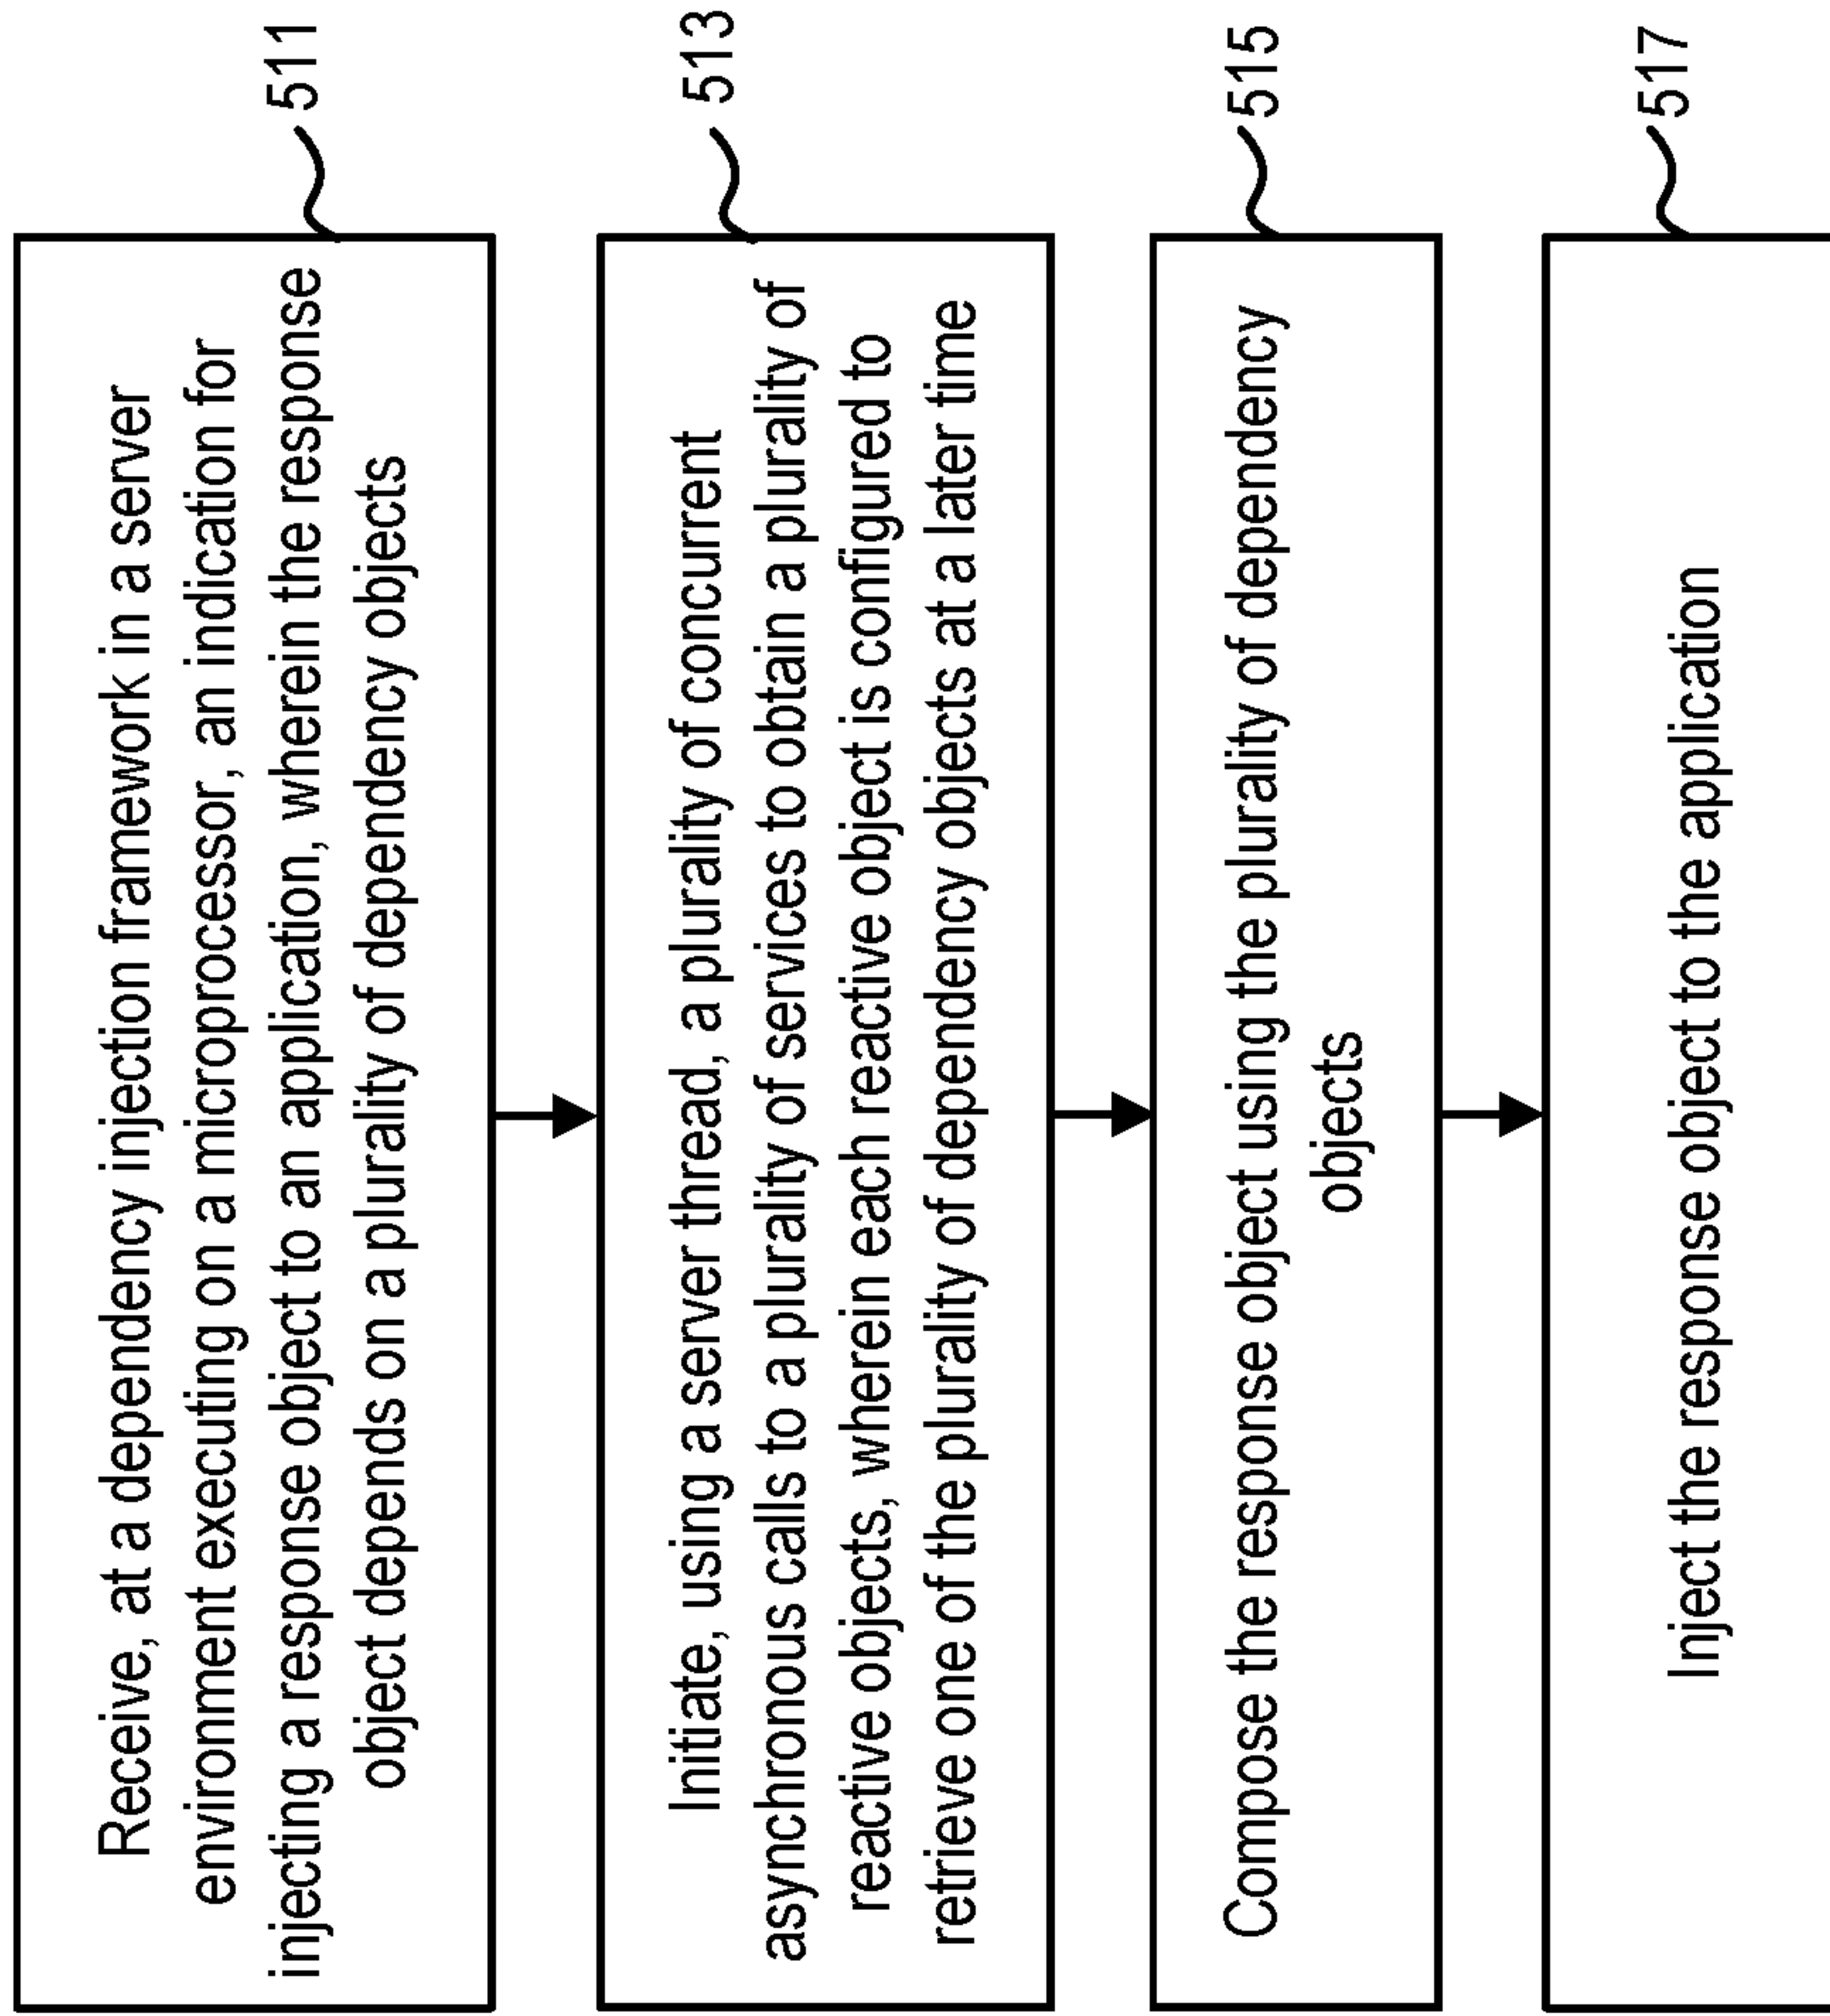 Receive, at a dependency injection framework in a server
environment executing on a microprocessor, an indication for
injecting a response object to an application, wherein the response
object depends on a plurality of dependency objects
511
Initiate, using a server thread, a plurality of concurrent
asynchronous calls to a plurality of services to obtain a plurality of
reactive objects, wherein each reactive object is configured to
retrieve one of the plurality of dependency objects at a later time
513
Compose the response object using the plurality of dependency
objects
515
Inject the response object to the application
517